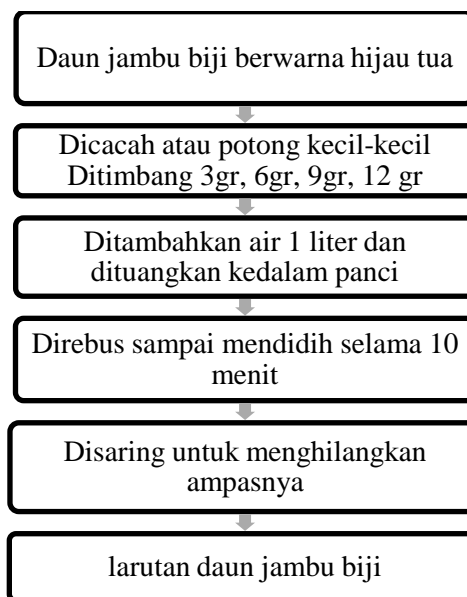 Daun jambu biji berwarna hijau tua
Dicacah atau potong kecil-kecil
Ditimbang 3gr, 6gr, 9gr, 12 gr
Ditambahkan air 1 liter dan
dituangkan kedalam panci
Direbus sampai mendidih selama 10
menit
Disaring untuk menghilangkan
ampasnya
larutan daun jambu biji